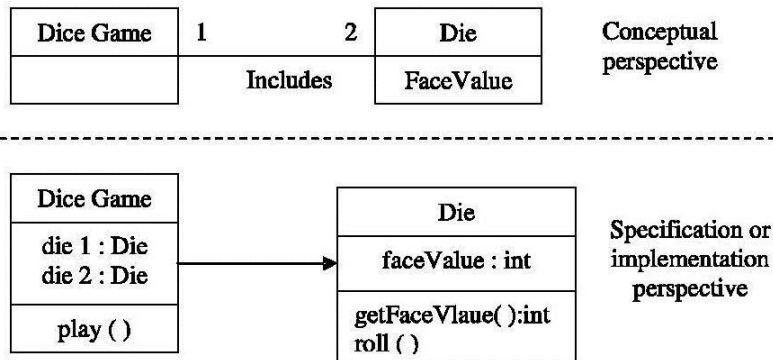 Dice Game
1
2
Die
Includes
FaceValue
Conceptual
perspective
Dice Game
die 1 : Die
die 2 : Die
play ( )
Die
faceValue : int
getFaceVlaue( ):int
roll ( )
Specification or
implementation
perspective